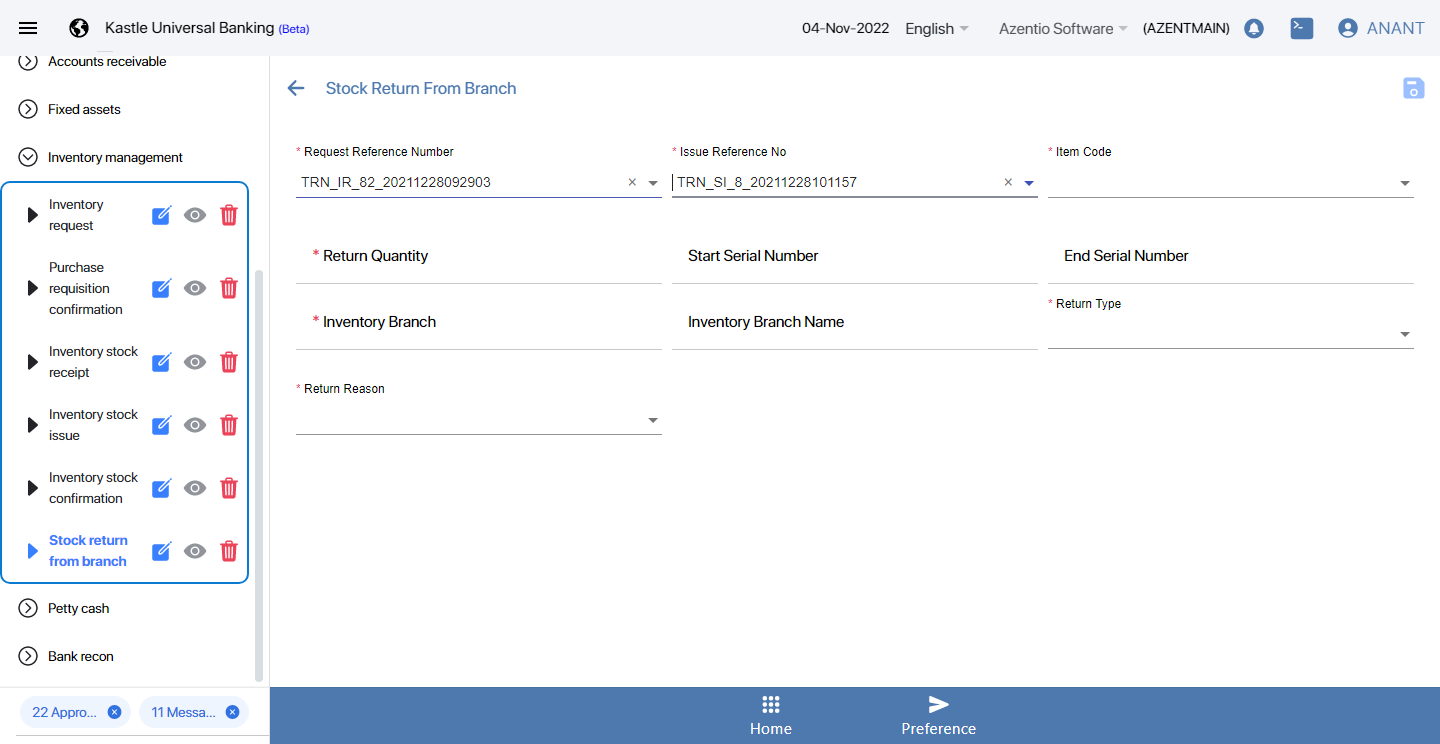 Kastle Universal Banking (Beta)
04-Nov-2022
English
Azentio Software
(AZENTMAIN)
ANANT
Accounts receivable
Fixed assets
Inventory management
Inventory
request
Purchase
requisition
confirmation
Inventory stock
receipt
Inventory stock
issue
Inventory stock
confirmation
Stock return
from branch
Petty cash
Bank recon
22 Appro...
11 Messa...
Stock Return From Branch
* Request Reference Number
TRN_IR_82_20211228092903
* Issue Reference No
TRN_SI_8_20211228101157
* Item Code
* Return Quantity
Start Serial Number
End Serial Number
* Inventory Branch
Inventory Branch Name
* Return Type
* Return Reason
Home
Preference